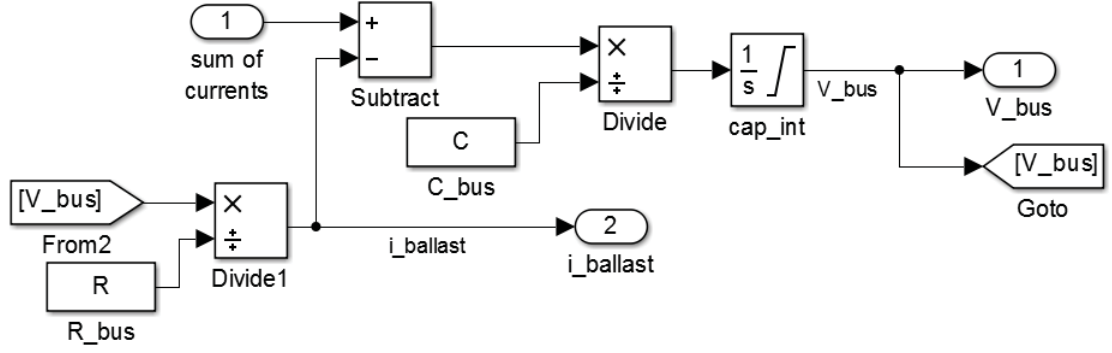 1
sum of
currents
+
−
Subtract
×
÷
Divide
1
s
cap_int
V_bus
1
V_bus
C
C_bus
[V_bus]
Goto
[V_bus]
From2
×
÷
Divide1
i_ballast
2
i_ballast
R
R_bus